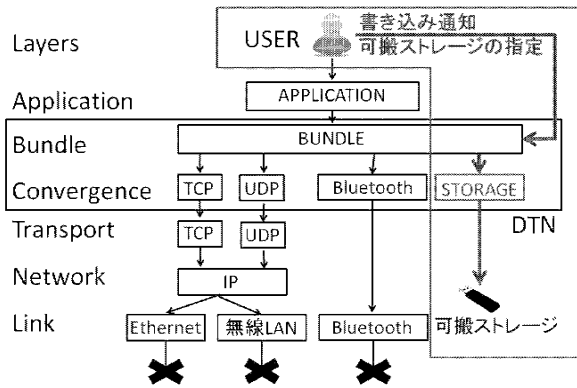 Layers
USER
書き込み通知
可搬ストレージの指定
Application
APPLICATION
Bundle
BUNDLE
Convergence
TCP
UDP
Bluetooth
STORAGE
Transport
TCP
UDP
DTN
Network
IP
Link
Ethernet
無線LAN
Bluetooth
可搬ストレージ